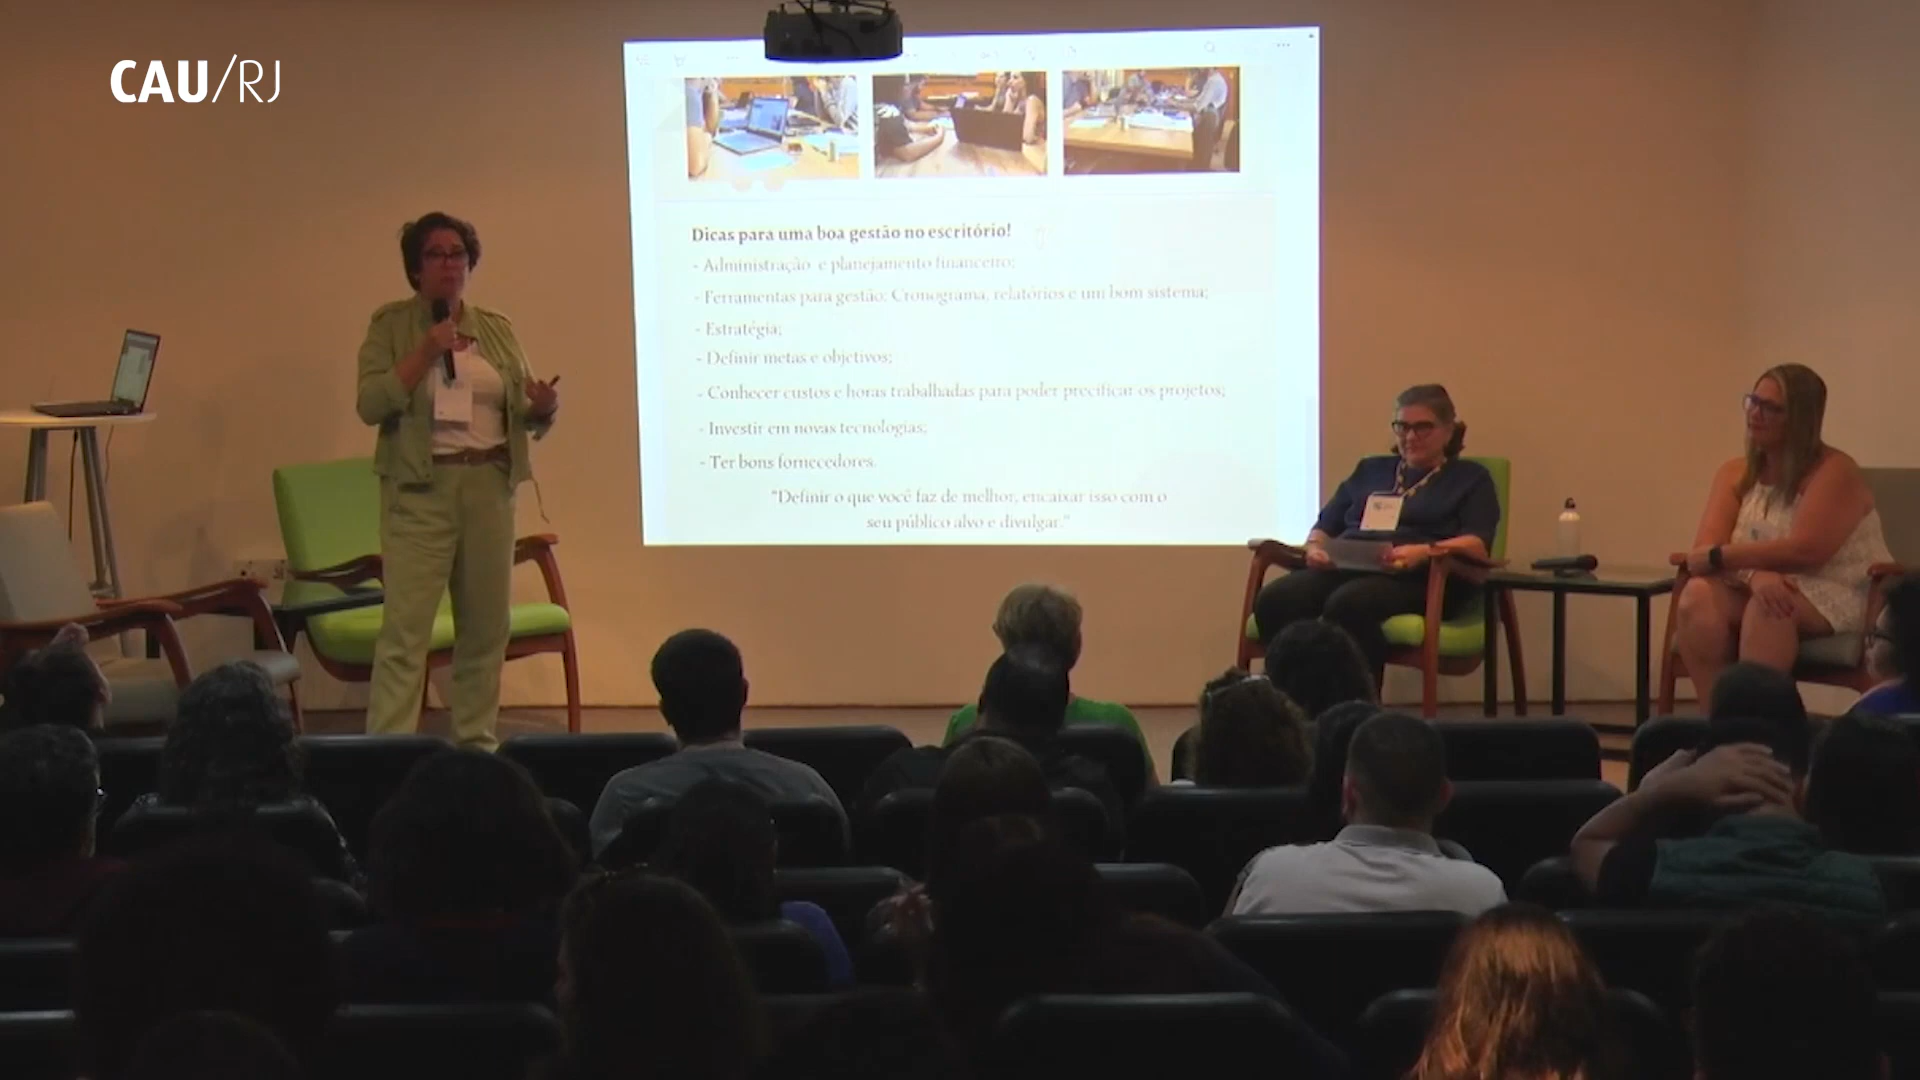 CAU/RJ
Dicas para uma boa gestão no escritório!
- Administração e planejamento financeiro;
- Ferramentas para gestão: Cronograma, relatórios e um bom sistema;
- Estratégia;
- Definir metas e objetivos;
- Conhecer custos e horas trabalhadas para poder precificar os projetos;
- Investir em novas tecnologias;
- Ter bons fornecedores.
"Definir o que você faz de melhor, encaixar isso com o
seu público alvo e divulgar."